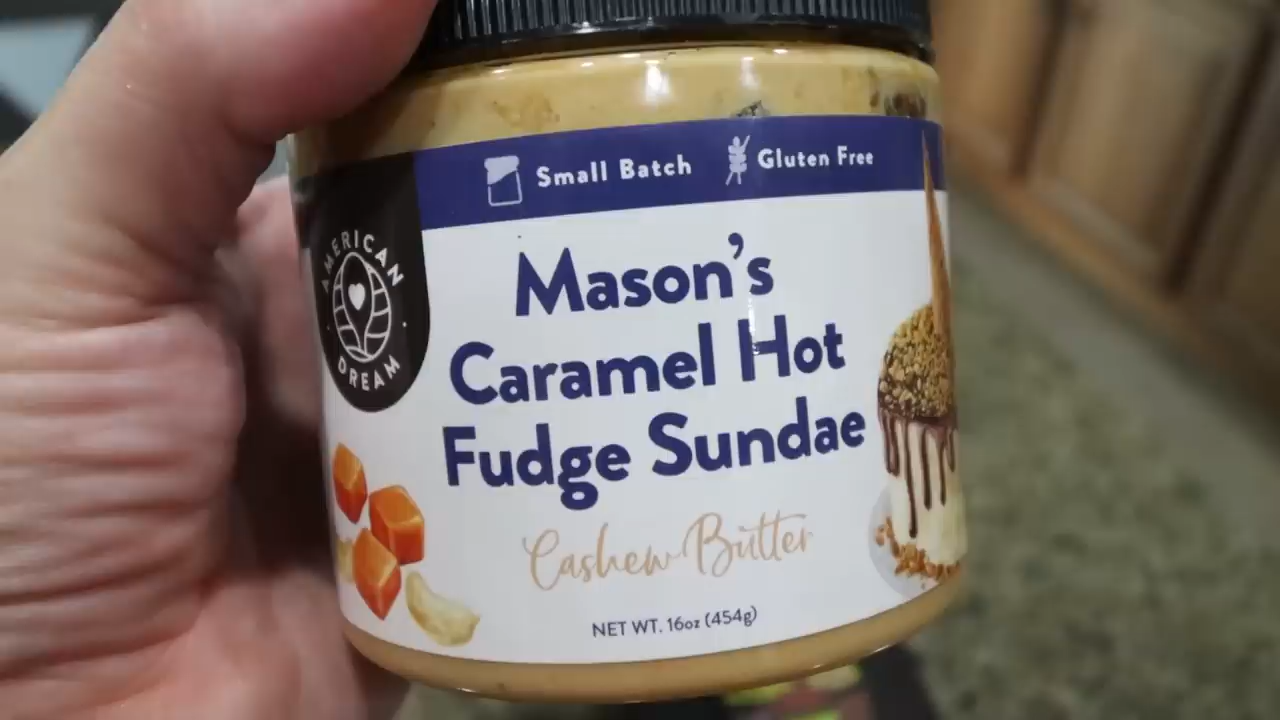 Small Batch
Gluten Free
AMERICAN
DREAM
Mason's
Caramel Hot
Fudge Sundae
Cashew Butter
NET WT. 16oz (454g)